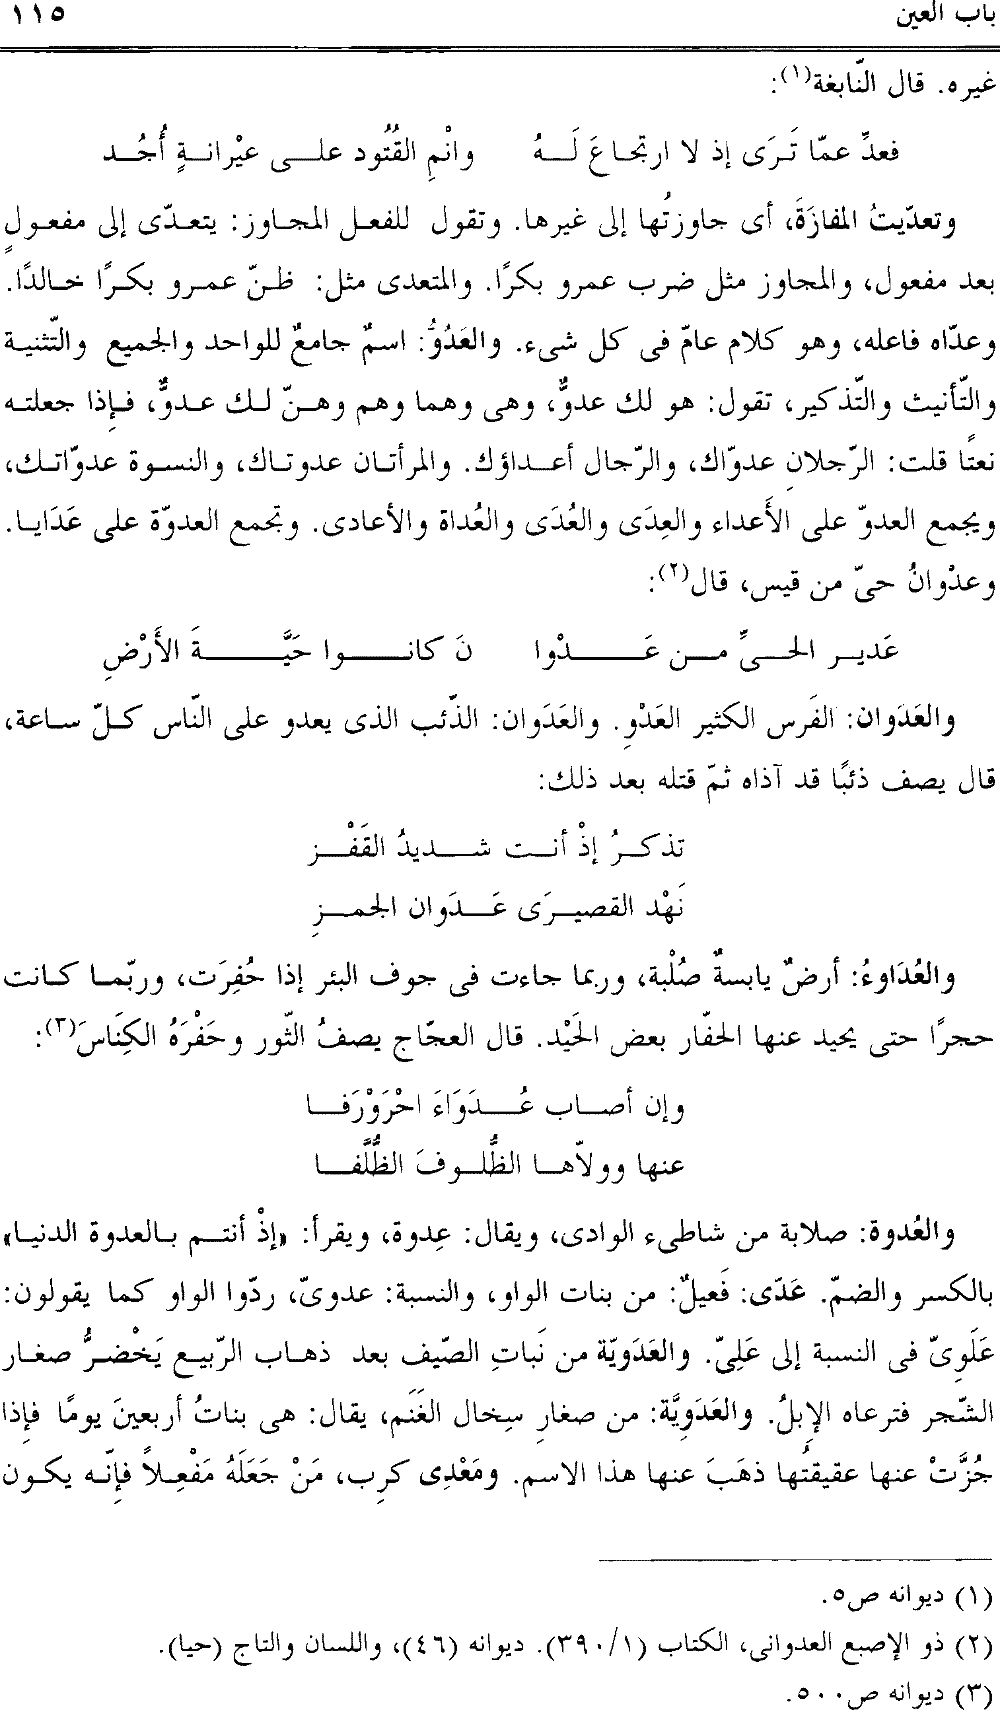 باب العين ١١٥
غيره. قال النّابغة(١):
فعدِّ عمّا تَرَى إذ لا ارتجاعَ لَهُ وانْمِ القُتُود على عيْرانةٍ أُجُد
وتعدّيتُ المفازَةَ، أى جاوزتُها إلى غيرها. وتقول للفعل المجاوز: يتعدّى إلى مفعولٍ
بعد مفعول، والمجاوز مثل ضرب عمرو بكرًا. والمتعدى مثل: ظنّ عمرو بكرًا خالدًا.
وعدّاه فاعله، وهو كلام عامّ فى كل شىء. والعَدُوُّ: اسمٌ جامعٌ للواحد والجميع والتّثنية
والتّأنيث والتّذكير، تقول: هو لك عدوٌّ، وهى وهما وهم وهنّ لك عدوٌّ، فإذا جعلته
نعتًا قلت: الرّجلانِ عدوّاك، والرّجال أعداؤك. والمرأتان عدوتاك، والنسوة عدوّاتك،
ويجمع العدوّ على الأَعداء والعِدَى والعُدَى والعُداة والأعادى. وتجمع العدوّة على عَدَايا.
وعدْوانُ حىّ من قيس، قال(٢):
عَدير الحىِّ من عَدْوا نَ كانوا حَيَّةَ الأَرْضِ
والعَدَوان: الفَرس الكثير العَدْوِ. والعَدَوان: الذّئب الذى يعدو على النّاس كلّ ساعة،
قال يصف ذئبًا قد آذاه ثمّ قتله بعد ذلك:
تذكرُ إذْ أنت شديدُ القَفْز
نَهْد القصيرَى عَدَوان الجمزِ
والعُدَاوءُ: أرضٌ يابسةٌ صُلْبة، وربما جاءت فى جوف البئر إذا حُفِرَت، وربّما كانت
حجرًا حتى يحيد عنها الحفّار بعض الحَيْد. قال العجّاج يصفُ الثّور وحَفْرَهُ الكِنَاسَ(٣):
وإن أصاب عُدَوَاءَ احْرَوْرَفا
عنها وولاّها الظُّلوفَ الظُّلَّفا
والعُدوة: صلابة من شاطىء الوادى، ويقال: عِدوة، ويقرأ: «إذْ أنتم بالعدوة الدنيا»
بالكسر والضمّ. عَدّى: فَعيلٌ: من بنات الواو، والنسبة: عدوىّ، ردّوا الواو كما يقولون:
عَلَوِىّ فى النسبة إلى عَلِىّ. والعَدَويّة من نَباتِ الصّيف بعد ذهاب الرّبيع يَخْضرُّ صغار
الشّجر فترعاه الإبلُ. والعَدَوِيَّة: من صغارِ سِخال الغَنَم، يقال: هى بناتُ أربعينَ يومًا فإذا
جُزَّتْ عنها عقيقتُها ذهَبَ عنها هذا الاسم. ومَعْدِى كرِب، مَنْ جَعَلَهُ مَفْعِلاً فإنّه يكون
(١) ديوانه ص٥.
(٢) ذو الإصبع العدوانى، الكتاب (٣٩٠/١). ديوانه (٤٦)، واللسان والتاج (حيا).
(٣) ديوانه ص٥٠٠.